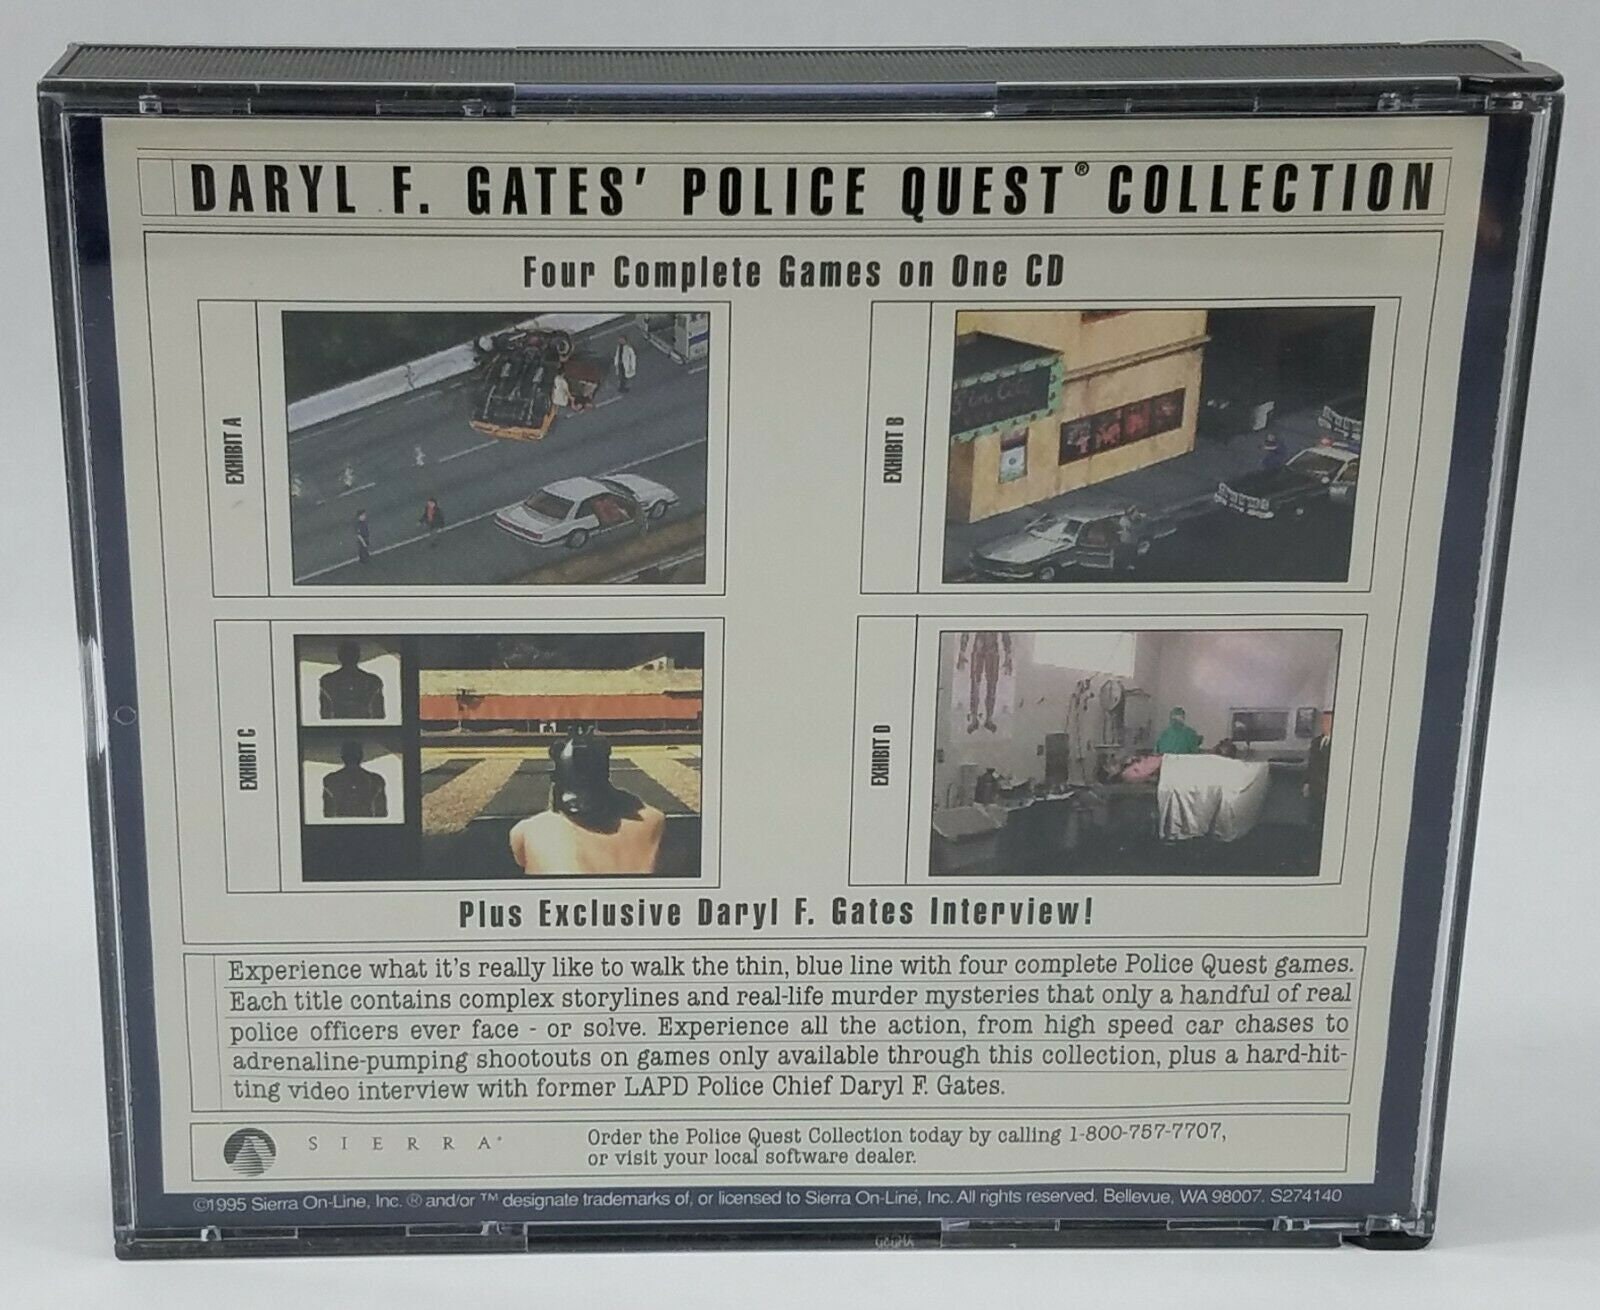 DARYL F. GATES' POLICE QUEST® COLLECTION
Four Complete Games on One CD
EXHIBIT A
EXHIBIT B
EXHIBIT C
EXHIBIT D
Plus Exclusive Daryl F. Gates Interview!
Experience what it's really like to walk the thin, blue line with four complete Police Quest games.
Each title contains complex storylines and real-life murder mysteries that only a handful of real
police officers ever face - or solve. Experience all the action, from high speed car chases to
adrenaline-pumping shootouts on games only available through this collection, plus a hard-hit-
ting video interview with former LAPD Police Chief Daryl F. Gates.
SIERRA
Order the Police Quest Collection today by calling 1-800-757-7707,
or visit your local software dealer.
©1995 Sierra On-Line, Inc. ® and/or ™ designate trademarks of, or licensed to Sierra On-Line, Inc. All rights reserved. Bellevue, WA 98007. S274140